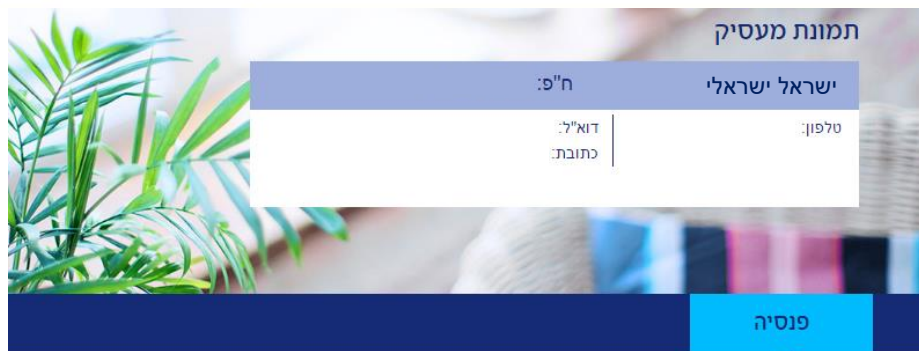 תמונת מעסיק
ישראל ישראלי ח"פ:
טלפון: דוא"ל:
כתובת:
פנסיה